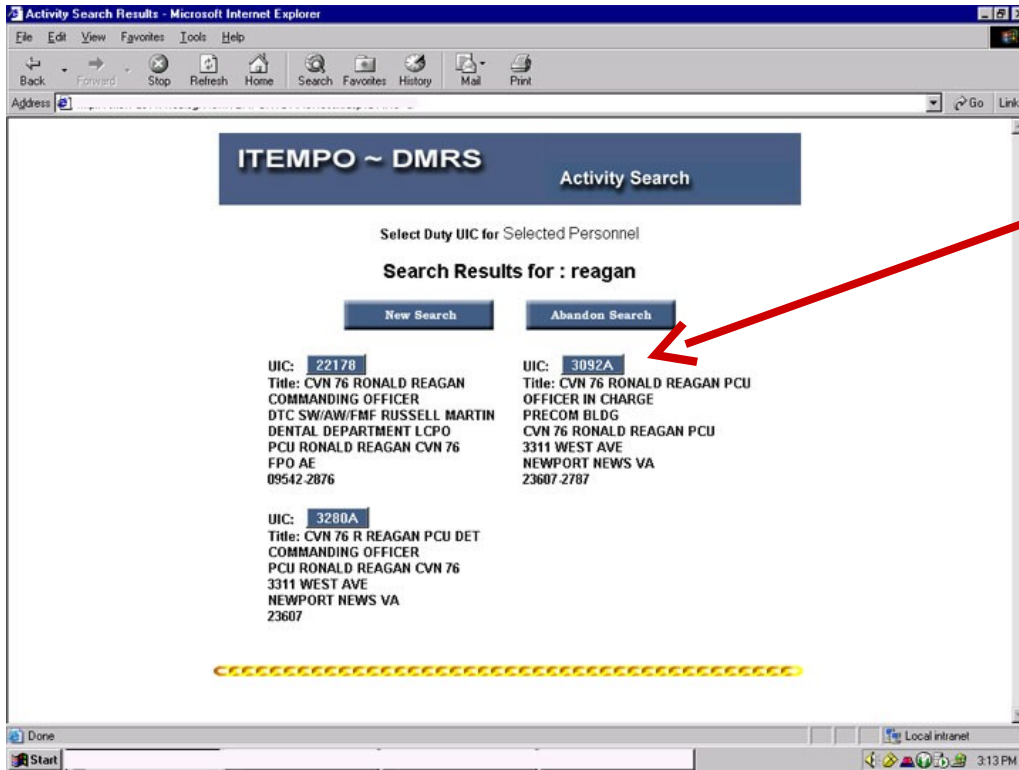 Activity Search Results - Microsoft Internet Explorer
File Edit View Favorites Tools Help
Back Forward Stop Refresh Home Search Favorites History Mail Print
Address Go Link
ITEMPO ~ DMRS
Activity Search
Select Duty UIC for Selected Personnel
Search Results for : reagan
New Search Abandon Search
UIC: 22178
Title: CVN 76 RONALD REAGAN
COMMANDING OFFICER
DTC SW/AW/FMF RUSSELL MARTIN
DENTAL DEPARTMENT LCPO
PCU RONALD REAGAN CVN 76
FPO AE
09542-2876
UIC: 3092A
Title: CVN 76 RONALD REAGAN PCU
OFFICER IN CHARGE
PRECOM BLDG
CVN 76 RONALD REAGAN PCU
3311 WEST AVE
NEWPORT NEWS VA
23607-2787
UIC: 3280A
Title: CVN 76 R REAGAN PCU DET
COMMANDING OFFICER
PCU RONALD REAGAN CVN 76
3311 WEST AVE
NEWPORT NEWS VA
23607
Done Local intranet
Start 3:13 PM